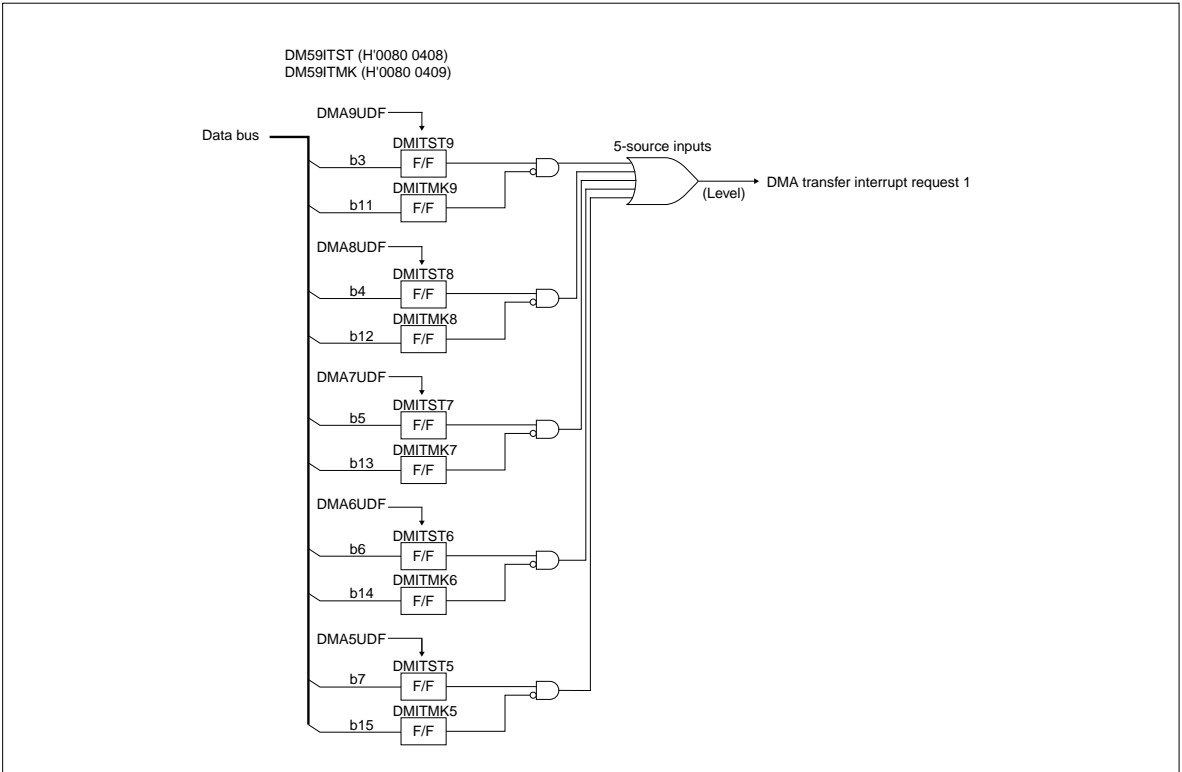 DM59ITST (H'0080 0408)
DM59ITMK (H'0080 0409)
DMA9UDF
Data bus
DMITST9
5-source inputs
b3
F/F
DMITMK9
DMA transfer interrupt request 1
(Level)
b11
F/F
DMA8UDF
DMITST8
b4
F/F
DMITMK8
b12
F/F
DMA7UDF
DMITST7
b5
F/F
DMITMK7
b13
F/F
DMA6UDF
DMITST6
b6
F/F
DMITMK6
b14
F/F
DMA5UDF
DMITST5
b7
F/F
DMITMK5
b15
F/F